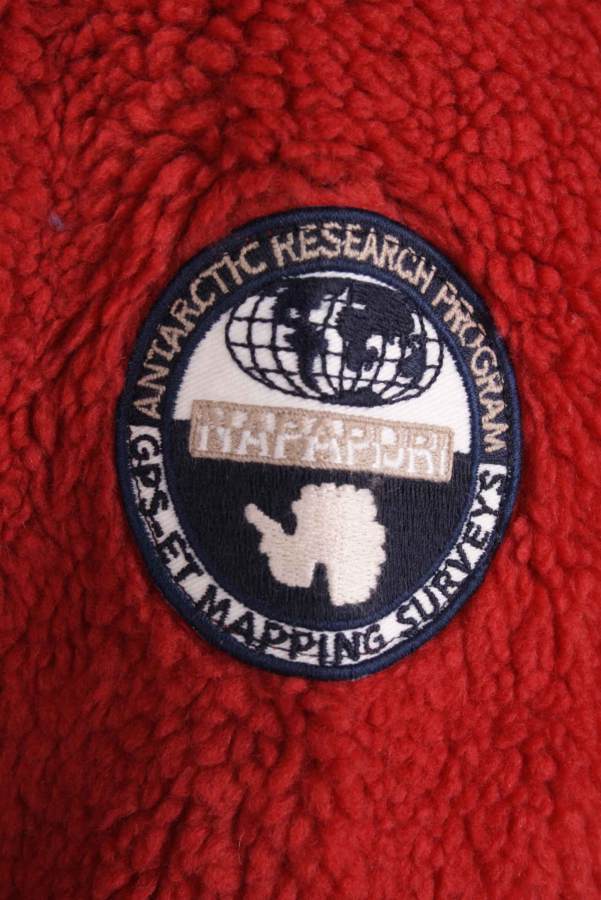 ANTARCTIC RESEARCH PROGRAM
NAPAPIJRI
GPS-ET MAPPING SURVEYS